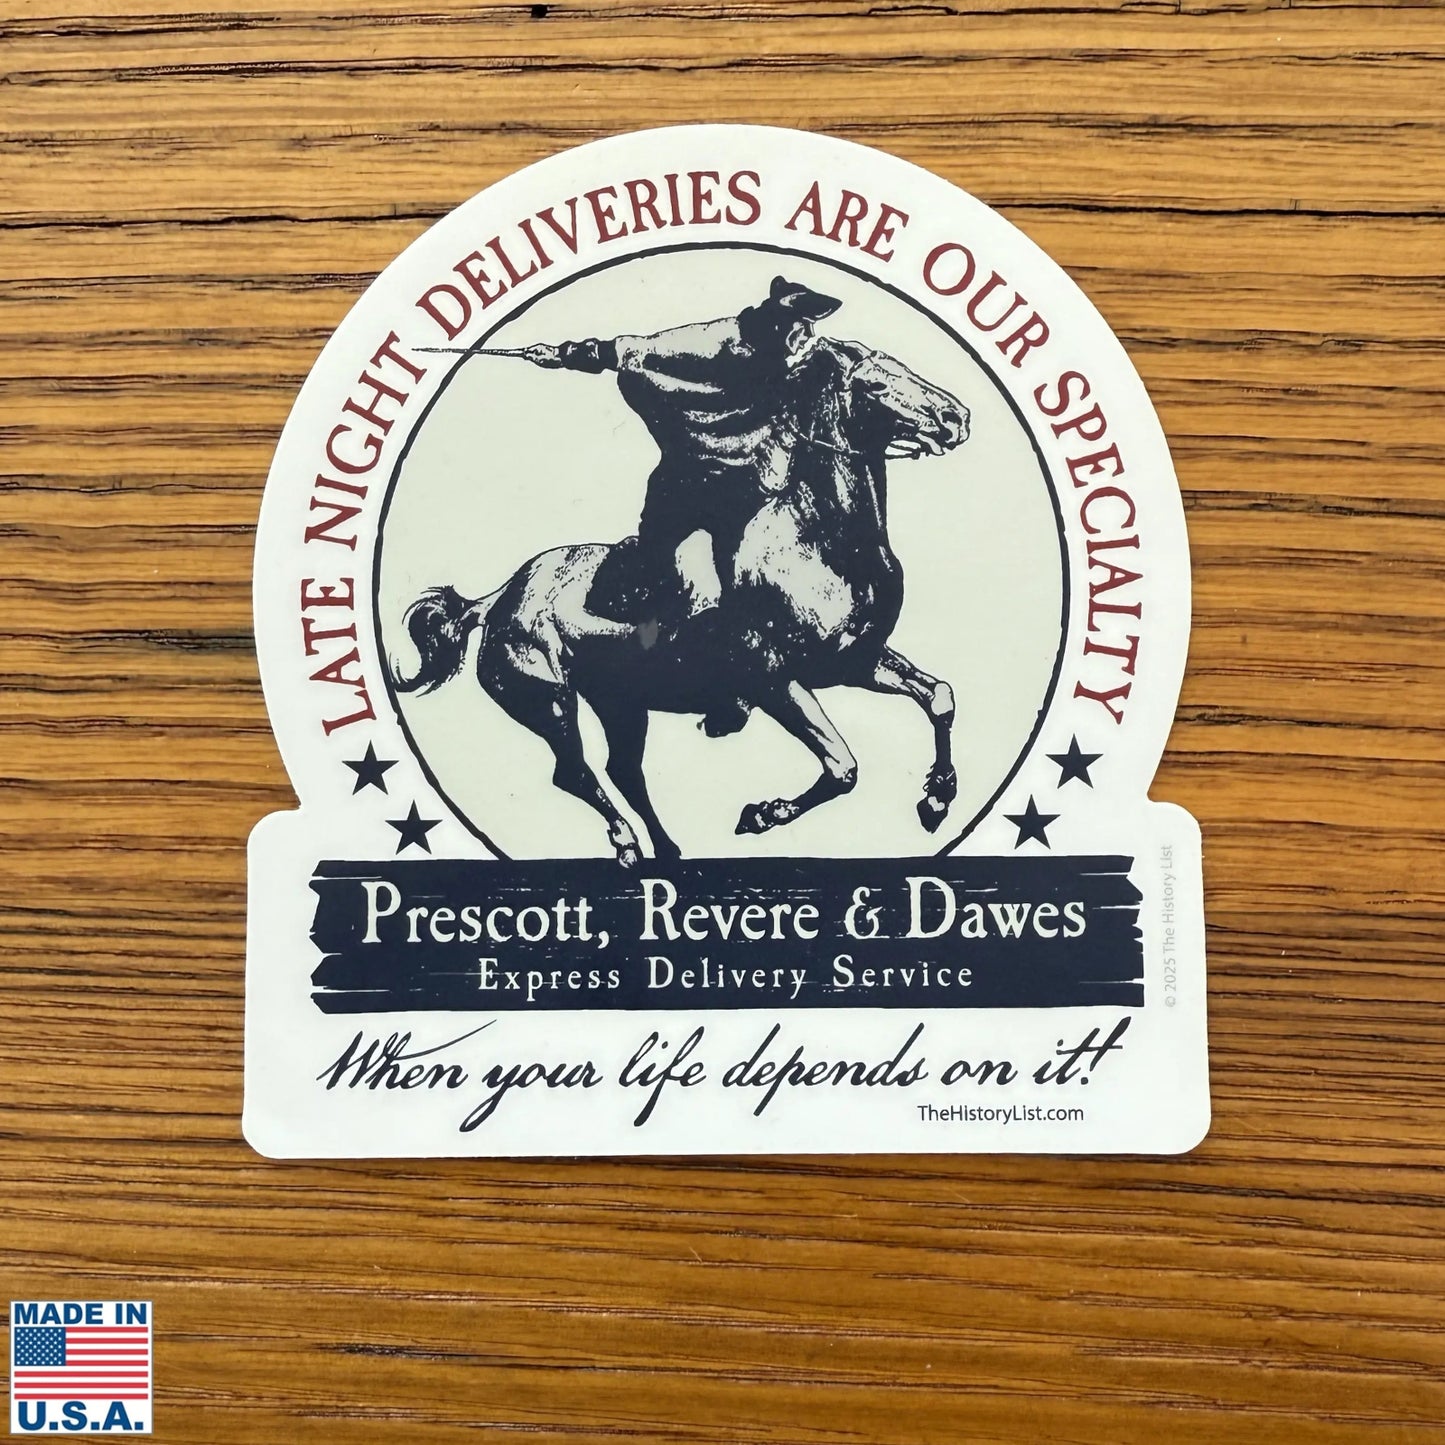 LATE NIGHT DELIVERIES ARE OUR SPECIALTY
Prescott, Revere & Dawes
Express Delivery Service
When your life depends on it!
TheHistoryList.com
© 2025 The History List
MADE IN
U.S.A.